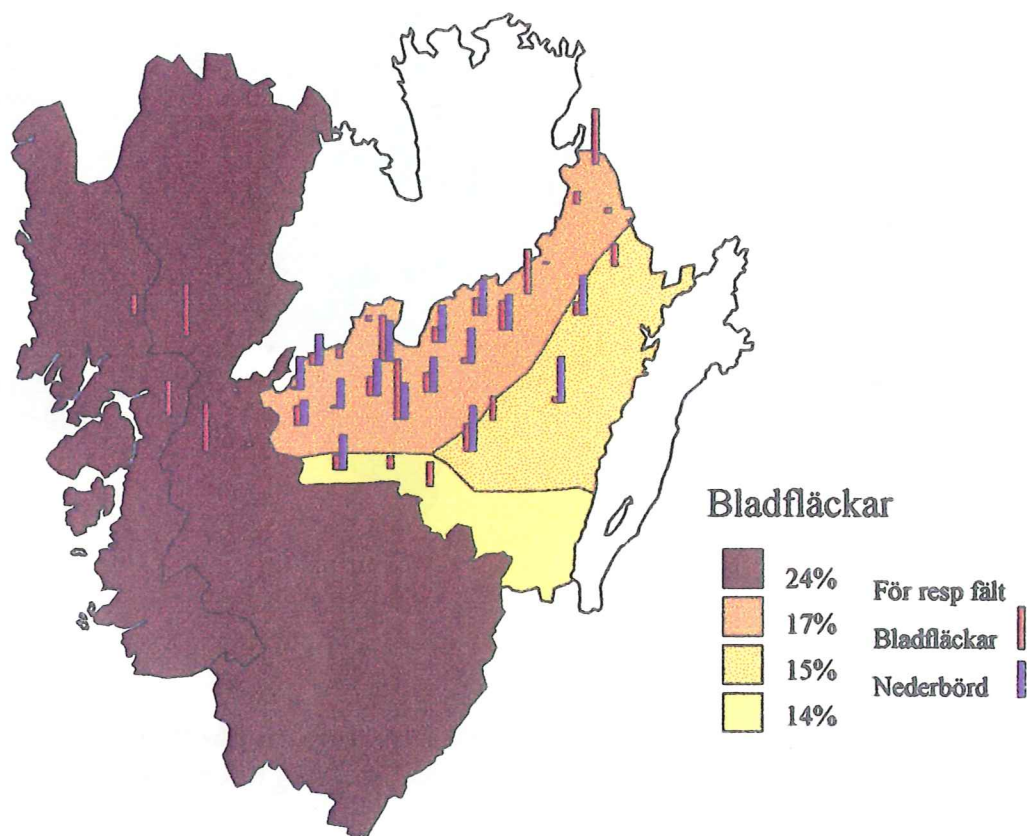 Bladfläckar
24%
17%
15%
14%
För resp fält
Bladfläckar
Nederbörd